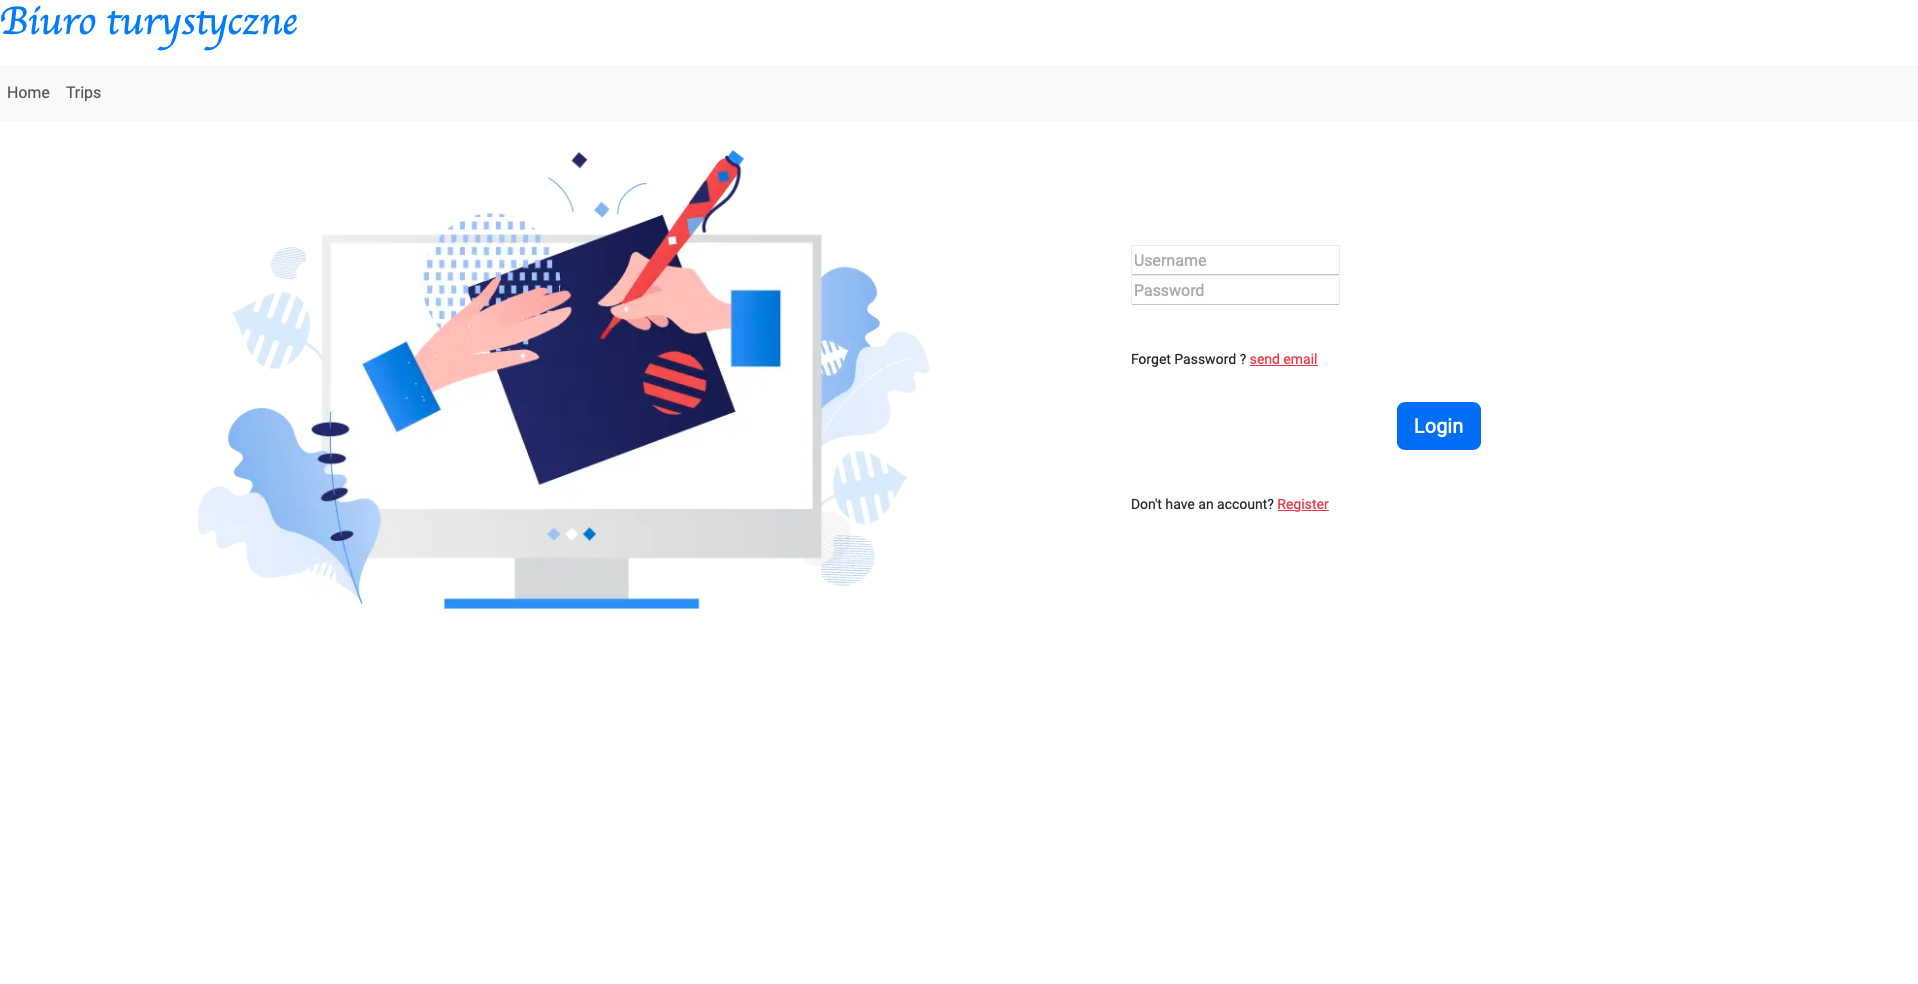 Biuro turystyczne
Home Trips
Username
Password
Forget Password ? send email
Login
Don't have an account? Register